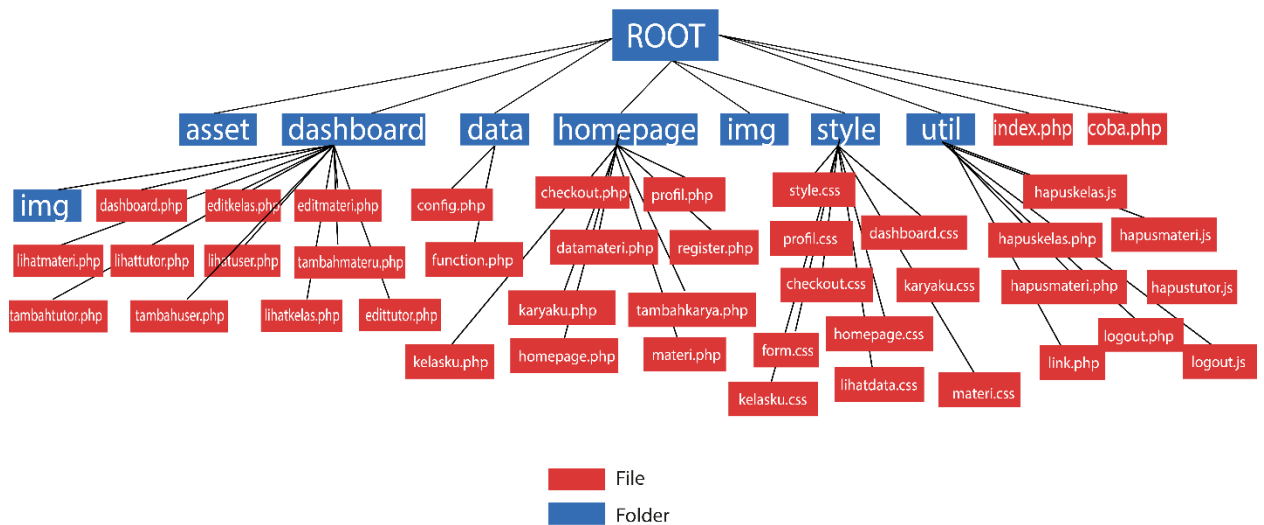 ROOT
asset
dashboard
data
homepage
img
style
util
index.php
coba.php
img
dashboard.php
editkelas.php
editmateri.php
lihatmateri.php
lihattutor.php
lihatuser.php
tambahmateru.php
tambahtutor.php
tambahuser.php
lihatkelas.php
edittutor.php
config.php
function.php
checkout.php
profil.php
datamateri.php
register.php
karyaku.php
tambahkarya.php
kelasku.php
homepage.php
materi.php
style.css
profil.css
dashboard.css
checkout.css
karyaku.css
form.css
homepage.css
kelasku.css
lihatdata.css
materi.css
hapuskelas.js
hapuskelas.php
hapusmateri.js
hapusmateri.php
hapustutor.js
logout.php
link.php
logout.js
File
Folder